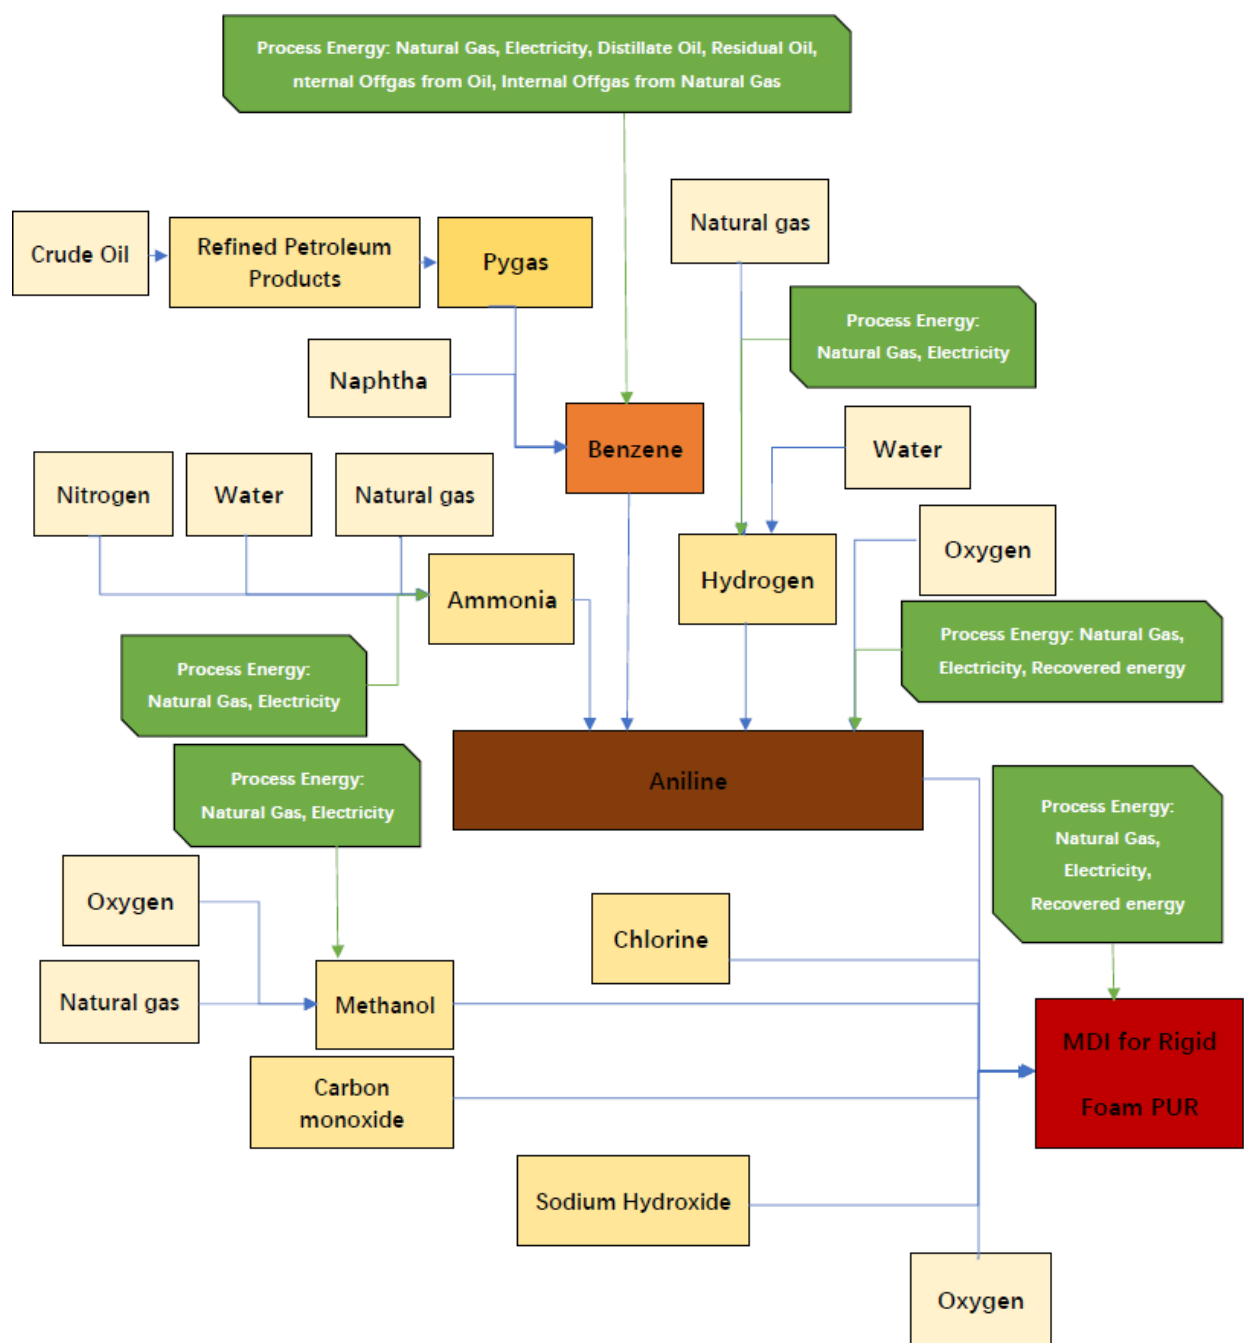 Process Energy: Natural Gas, Electricity, Distillate Oil, Residual Oil,
nternal Offgas from Oil, Internal Offgas from Natural Gas
Natural gas
Crude Oil
Refined Petroleum
Products
Pygas
Process Energy:
Natural Gas, Electricity
Naphtha
Benzene
Water
Nitrogen
Water
Natural gas
Oxygen
Ammonia
Hydrogen
Process Energy: Natural Gas,
Electricity, Recovered energy
Process Energy:
Natural Gas, Electricity
Process Energy:
Natural Gas, Electricity
Aniline
Process Energy:
Natural Gas,
Electricity,
Recovered energy
Oxygen
Chlorine
Natural gas
Methanol
MDI for Rigid
Foam PUR
Carbon
monoxide
Sodium Hydroxide
Oxygen